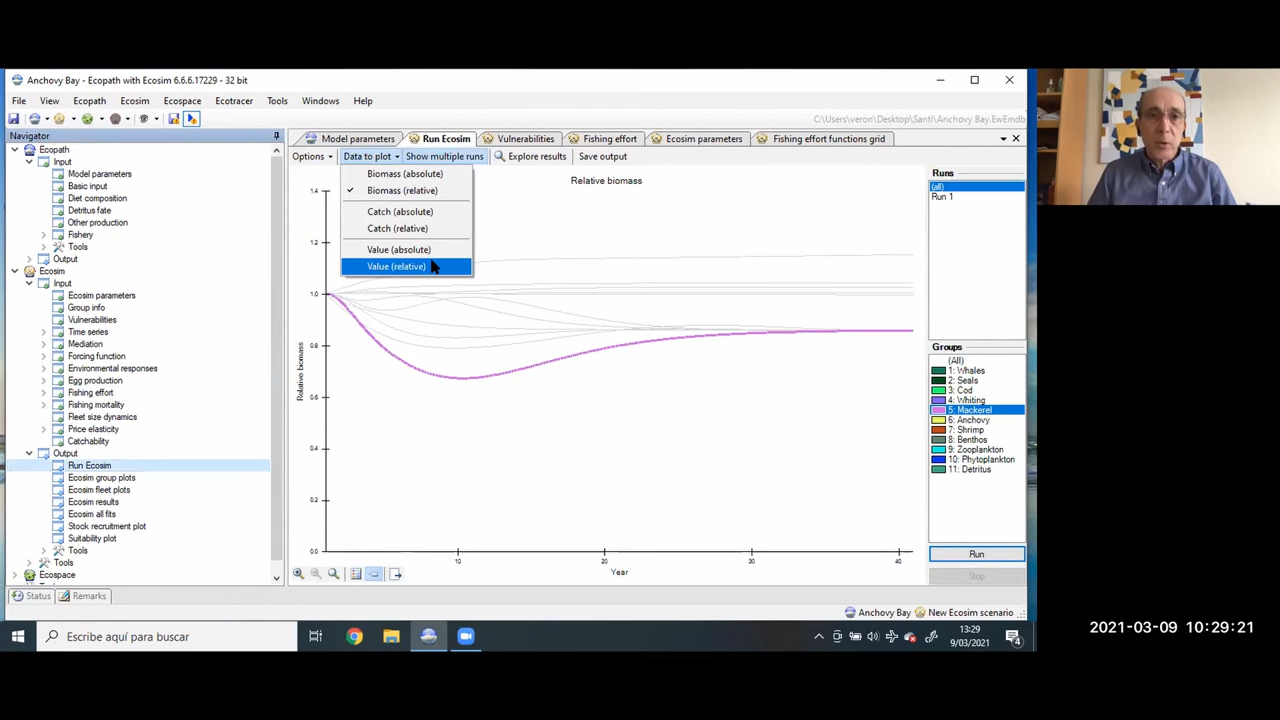 Anchovy Bay - Ecopath with Ecosim 6.6.6.17229 - 32 bit
File View Ecopath Ecosim Ecospace Ecotracer Tools Windows Help
C:\Users\veron\Desktop\Santi\Anchovy Bay.EwEmdb
Navigator
Ecopath
Input
Model parameters
Basic input
Diet composition
Detritus fate
Other production
Fishery
Tools
Output
Ecosim
Input
Ecosim parameters
Group info
Vulnerabilities
Time series
Mediation
Forcing function
Environmental responses
Egg production
Fishing effort
Fishing mortality
Fleet size dynamics
Price elasticity
Catchability
Output
Run Ecosim
Ecosim group plots
Ecosim fleet plots
Ecosim results
Ecosim all fits
Stock recruitment plot
Suitability plot
Tools
Tools
Ecospace
Status Remarks
Model parameters Run Ecosim Vulnerabilities Fishing effort Ecosim parameters Fishing effort functions grid
Options Data to plot Show multiple runs Explore results Save output
Biomass (absolute)
Biomass (relative)
Catch (absolute)
Catch (relative)
Value (absolute)
Value (relative)
Relative biomass
1.4
1.2
1.0
0.8
0.6
0.4
0.2
0.0
Relative biomass
10 20 30 40
Year
Runs
(all)
Run 1
Groups
(All)
1: Whales
2: Seals
3: Cod
4: Whiting
5: Mackerel
6: Anchovy
7: Shrimp
8: Benthos
9: Zooplankton
10: Phytoplankton
11: Detritus
Run
Stop
Anchovy Bay New Ecosim scenario
Escribe aquí para buscar
13:29
9/03/2021
4
2021-03-09 10:29:21